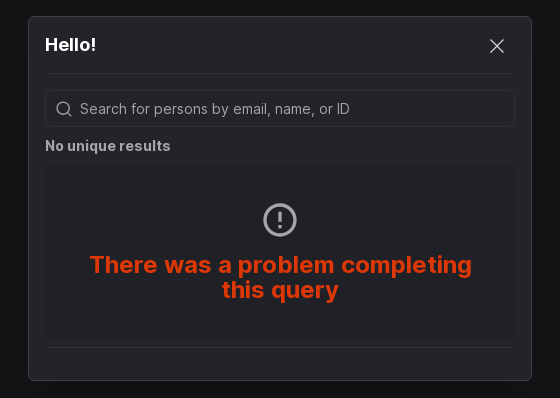 Hello!
Search for persons by email, name, or ID
No unique results
There was a problem completing
this query